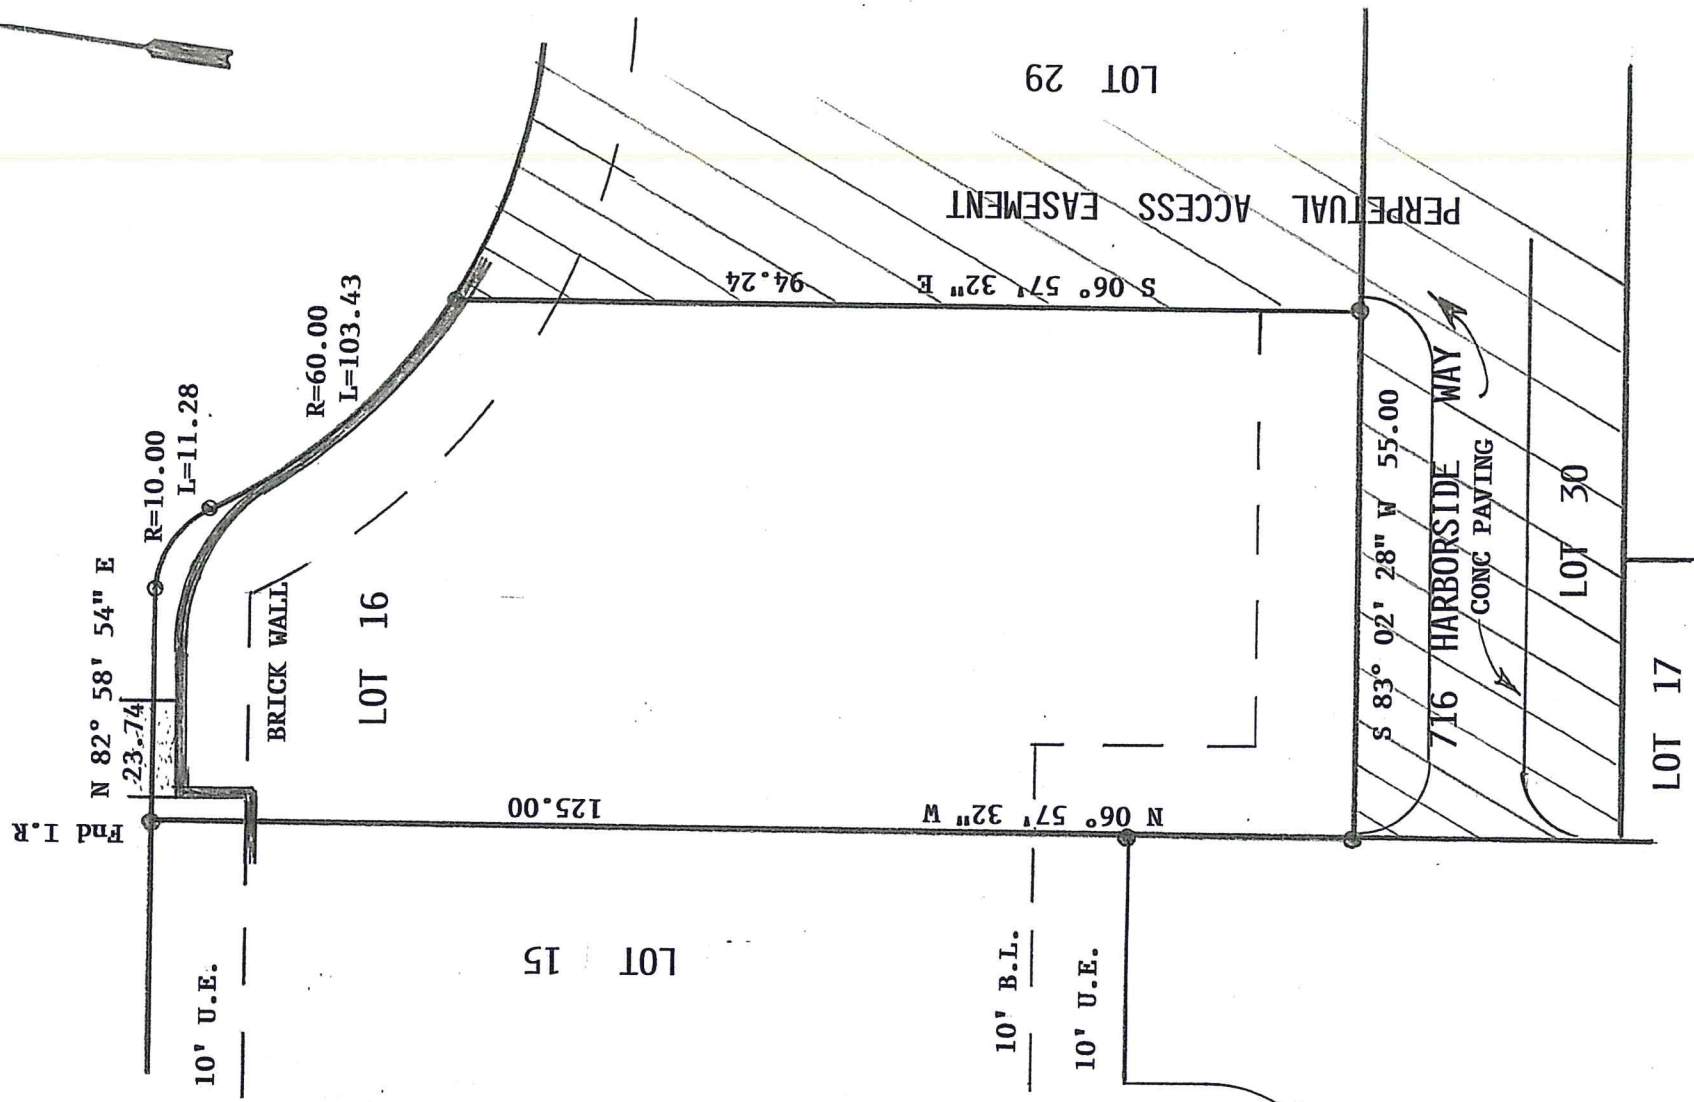 LOT 29
PERPETUAL ACCESS EASEMENT
S 06° 57' 32" E
94.24
R=60.00
L=103.43
R=10.00
L=11.28
N 82° 58' 54" E
23.74
Fnd I.R
BRICK WALL
LOT 16
125.00
N 06° 57' 32" W
S 83° 02' 28" W 55.00
716 HARBORSIDE WAY
CONC PAVING
LOT 30
LOT 17
LOT 15
10' U.E.
10' B.L.
10' U.E.